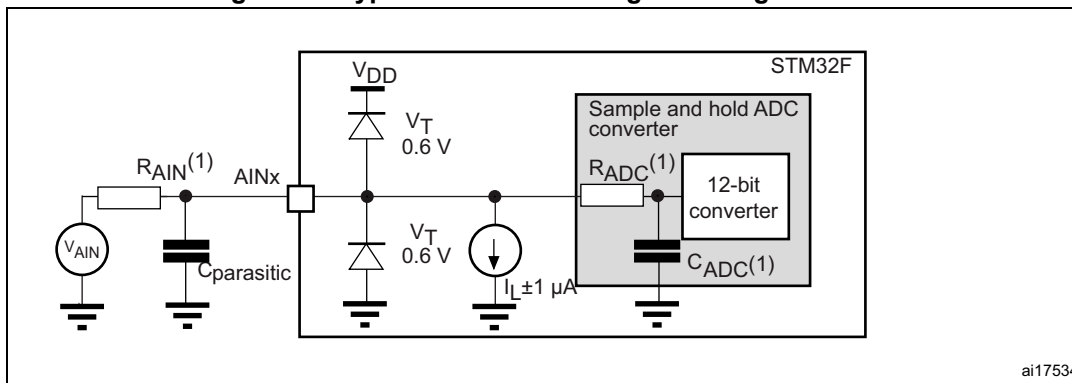 STM32F
VDD
VT
0.6 V
Sample and hold ADC
converter
RAIN(1)
AINx
RADC(1)
12-bit
converter
VAIN
Cparasitic
VT
0.6 V
IL±1 µA
CADC(1)
ai17534